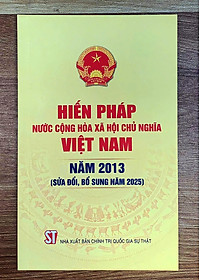 HIẾN PHÁP
NƯỚC CỘNG HÒA XÃ HỘI CHỦ NGHĨA
VIỆT NAM
NĂM 2013
(SỬA ĐỔI, BỔ SUNG NĂM 2025)
ST NHÀ XUẤT BẢN CHÍNH TRỊ QUỐC GIA SỰ THẬT